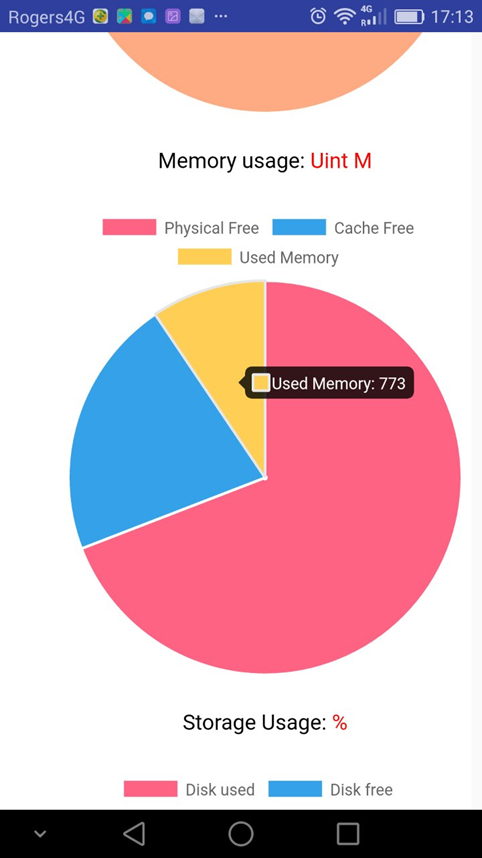 Rogers4G ... 4G R 17:13
Memory usage: Uint M
Physical Free Cache Free
Used Memory
Used Memory: 773
Storage Usage: %
Disk used Disk free